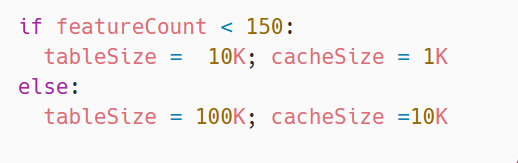 if featureCount < 150:
  tableSize =  10K; cacheSize = 1K
else:
  tableSize = 100K; cacheSize =10K